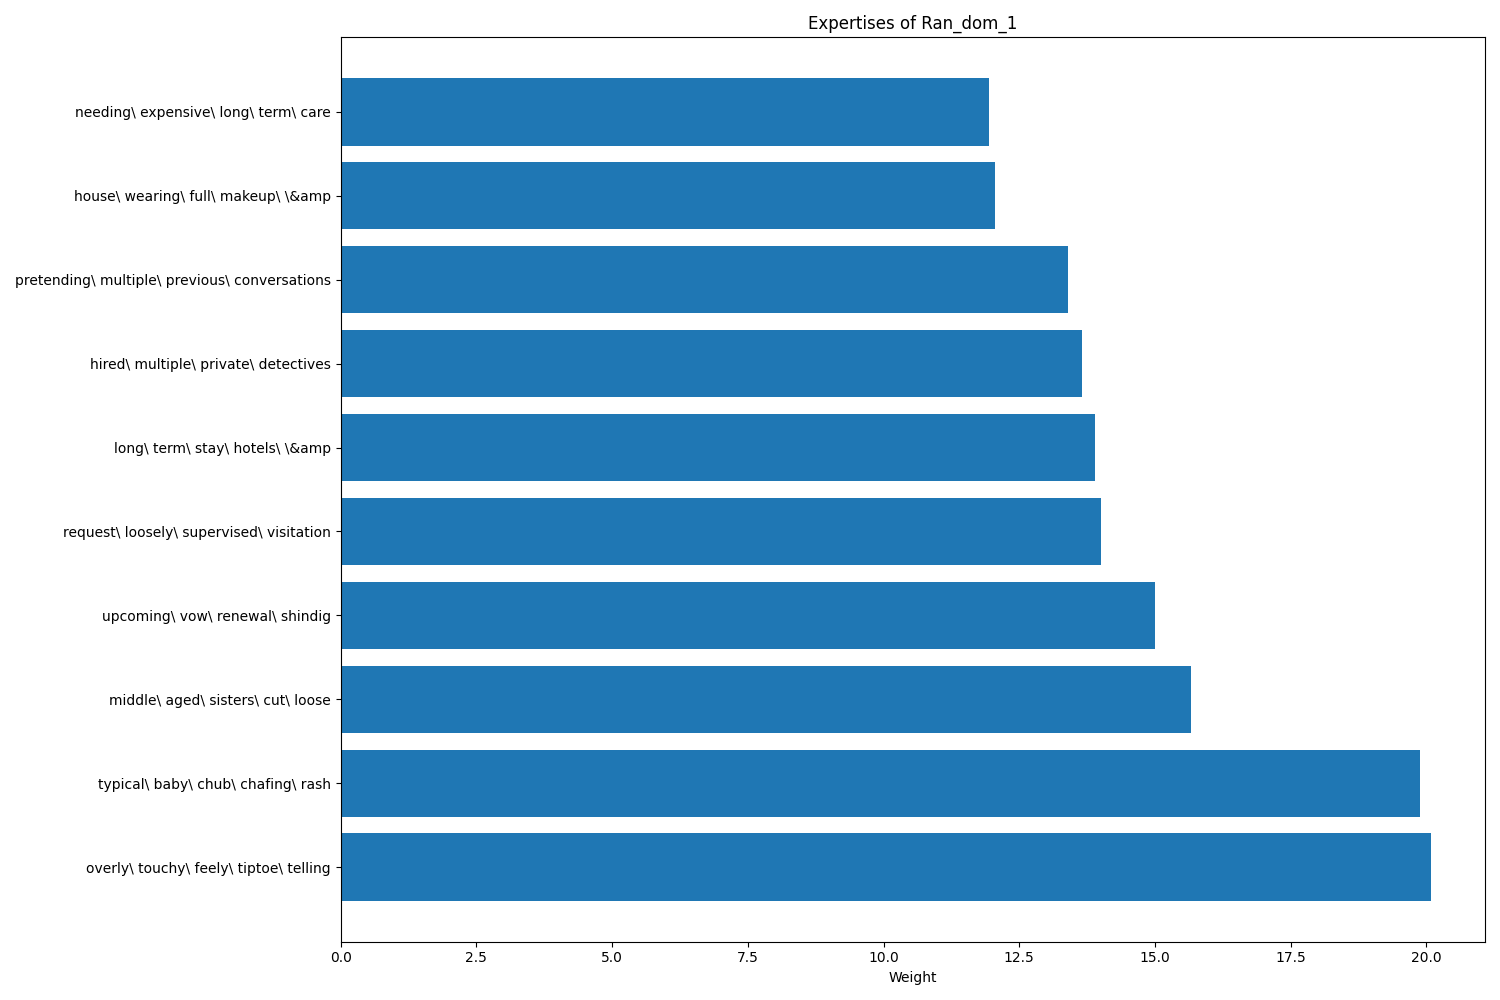 Expertises of Ran_dom_1
needing\ expensive\ long\ term\ care
house\ wearing\ full\ makeup\ \&amp
pretending\ multiple\ previous\ conversations
hired\ multiple\ private\ detectives
long\ term\ stay\ hotels\ \&amp
request\ loosely\ supervised\ visitation
upcoming\ vow\ renewal\ shindig
middle\ aged\ sisters\ cut\ loose
typical\ baby\ chub\ chafing\ rash
overly\ touchy\ feely\ tiptoe\ telling
0.0 2.5 5.0 7.5 10.0 12.5 15.0 17.5 20.0
Weight